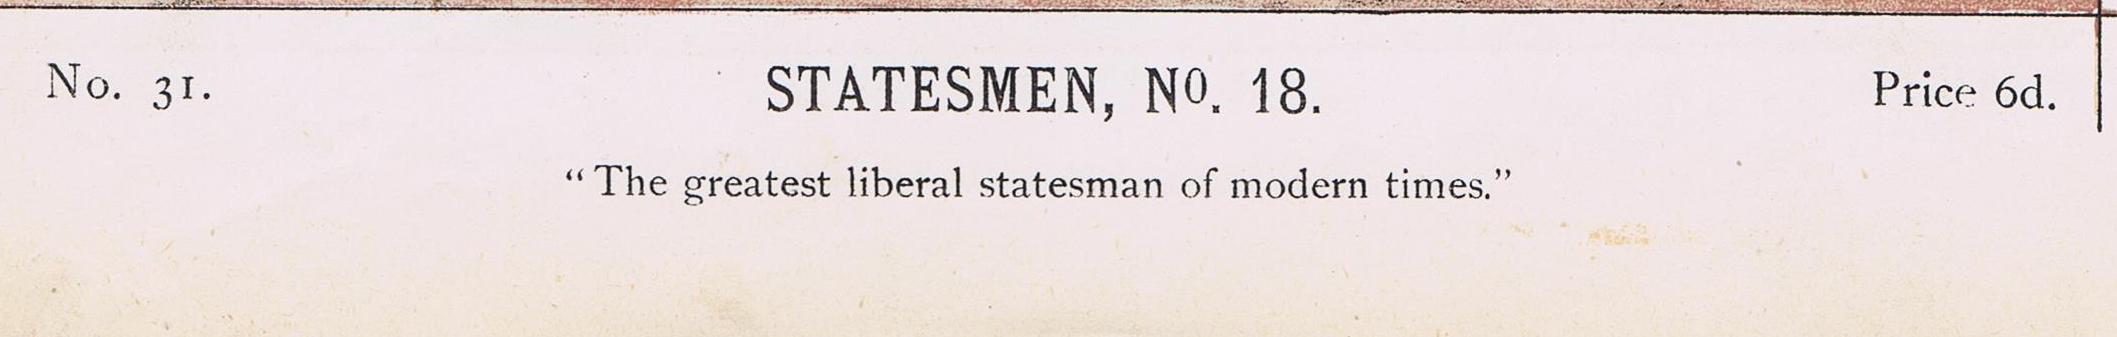 No. 31. STATESMEN, NO. 18. Price 6d.
“The greatest liberal statesman of modern times.”